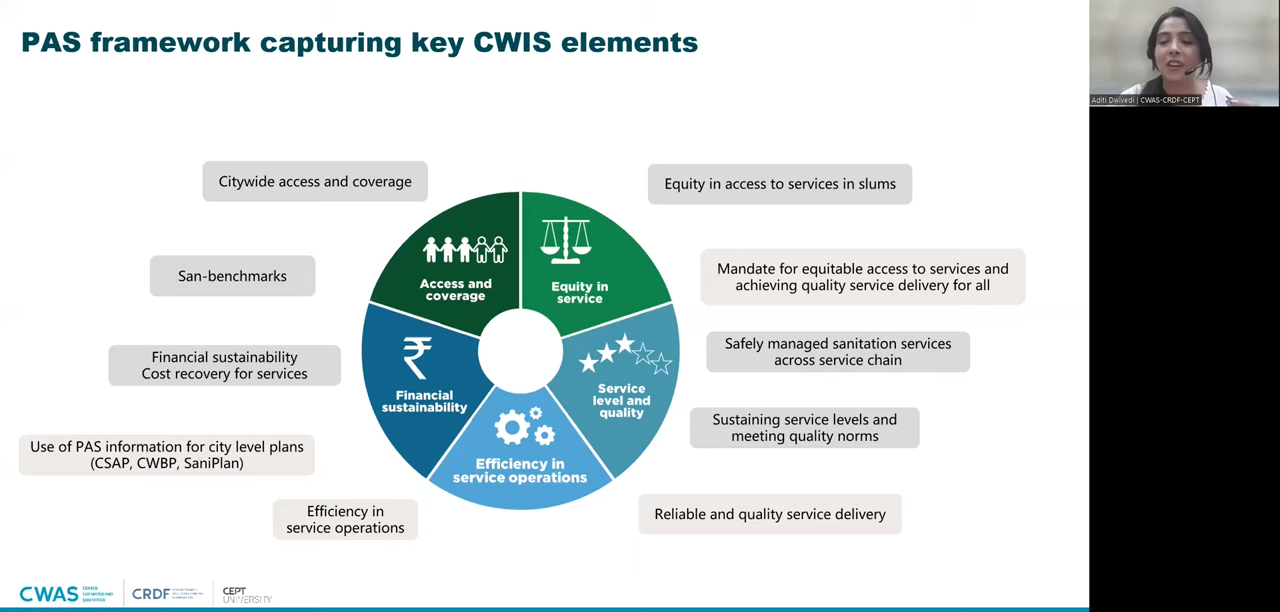 PAS framework capturing key CWIS elements
Aditi Dwivedi | CWAS-CRDF-CEPT
Citywide access and coverage
Equity in access to services in slums
San-benchmarks
Mandate for equitable access to services and
achieving quality service delivery for all
Access and
coverage
Equity in
service
Financial sustainability
Cost recovery for services
Safely managed sanitation services
across service chain
₹
Financial
sustainability
Service
level and
quality
Sustaining service levels and
meeting quality norms
Use of PAS information for city level plans
(CSAP, CWBP, SaniPlan)
Efficiency in
service operations
Efficiency in
service operations
Reliable and quality service delivery
CWAS
CENTER
FOR WATER AND
SANITATION
CRDF
CEPT
UNIVERSITY